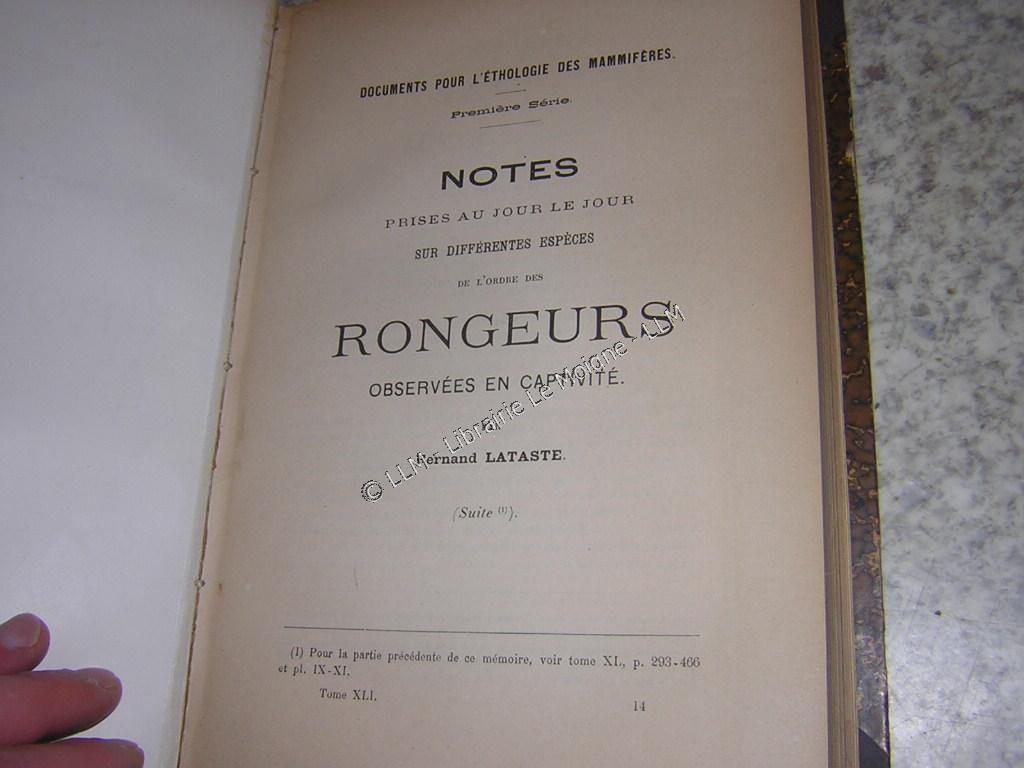 DOCUMENTS POUR L'ÉTHOLOGIE DES MAMMIFÈRES.
Première Série.
NOTES
PRISES AU JOUR LE JOUR
SUR DIFFÉRENTES ESPÈCES
DE L'ORDRE DES
RONGEURS
OBSERVÉES EN CAPTIVITÉ.
Fernand LATASTE.
© LLM - Librairie Le Moigne - LLM
(Suite (1)).
(1) Pour la partie précédente de ce mémoire, voir tome XL, p. 293-466
et pl. IX-XI.
Tome XLI. 14